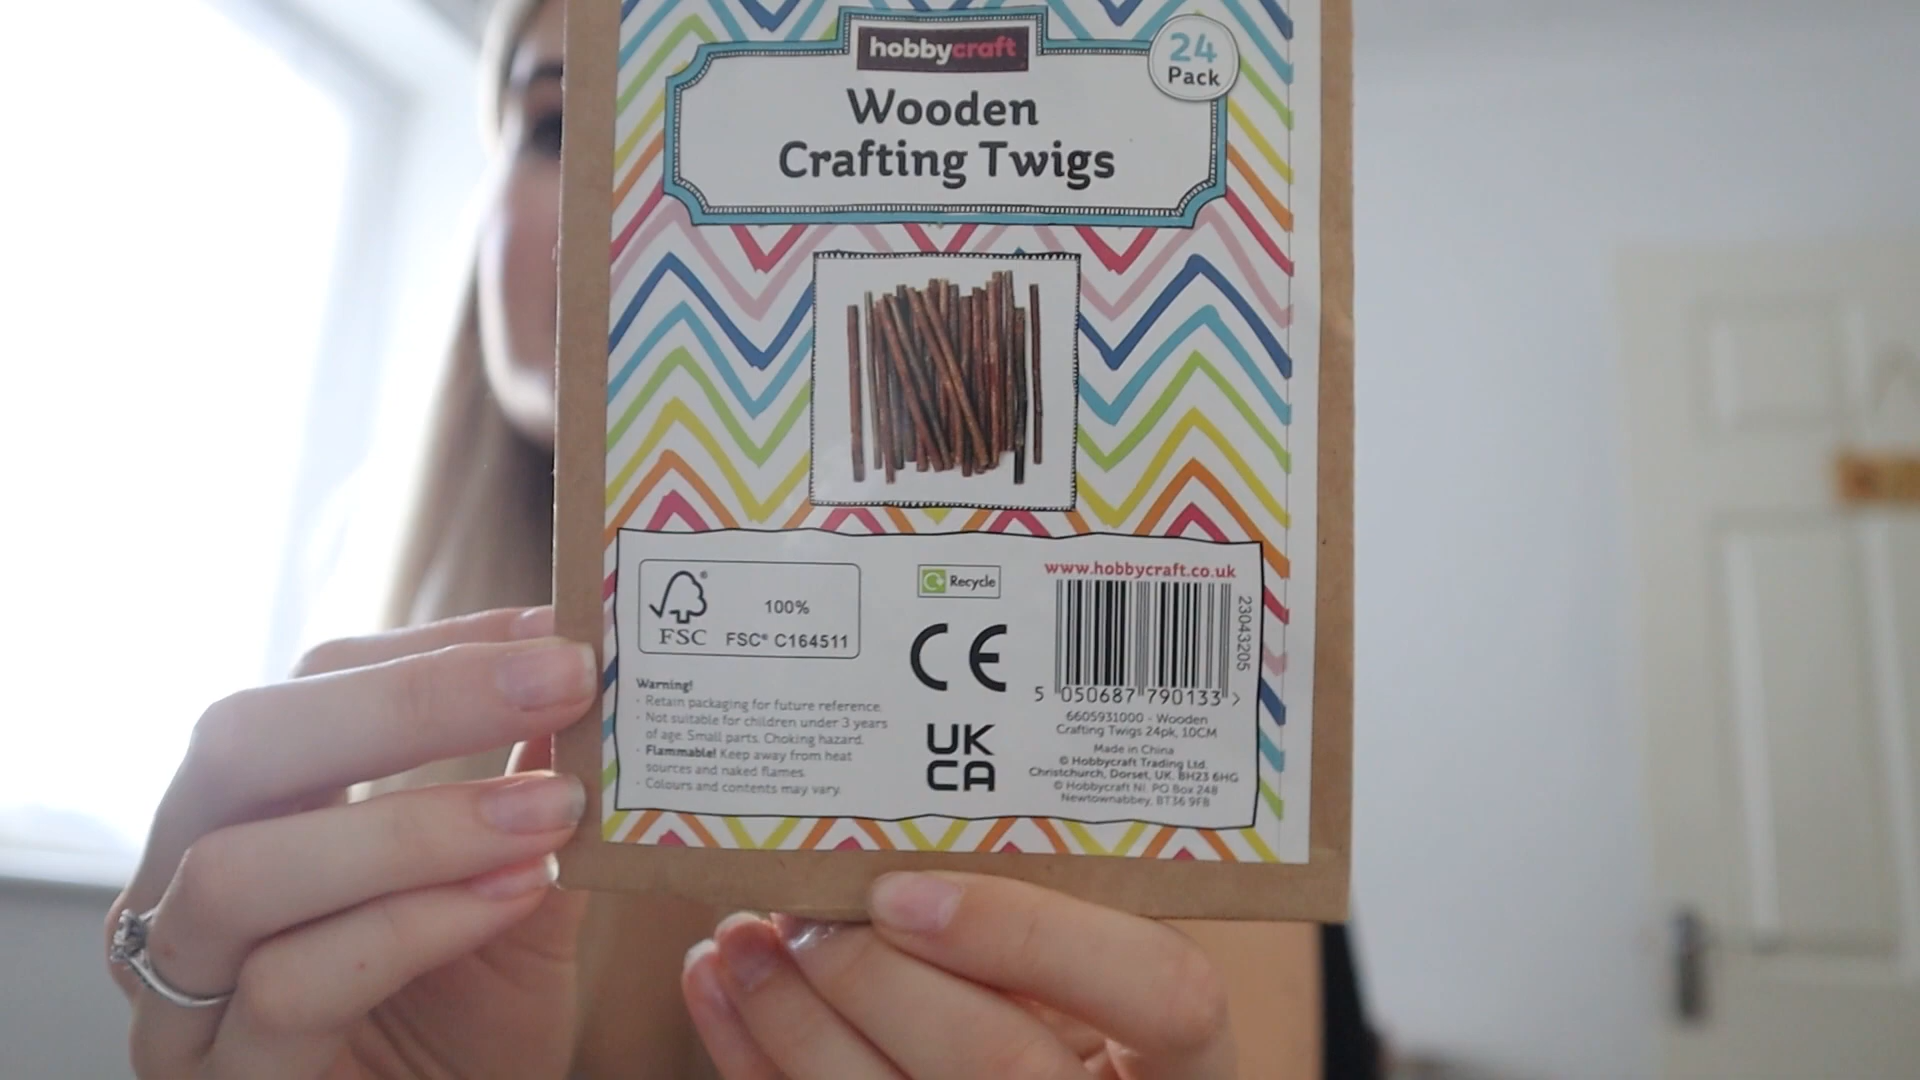 hobbycraft
24
Pack
Wooden
Crafting Twigs
FSC®
100%
FSC® C164511
Recycle
CE
UK
CA
www.hobbycraft.co.uk
23043205
5 050687 790133 >
6605931000 - Wooden
Crafting Twigs 24pk, 10CM
Made in China
© Hobbycraft Trading Ltd.
Christchurch, Dorset, UK. BH23 6HG
© Hobbycraft NI. PO Box 248
Newtownabbey, BT36 9FB
Warning!
· Retain packaging for future reference.
· Not suitable for children under 3 years
of age. Small parts. Choking hazard.
· Flammable! Keep away from heat
sources and naked flames.
· Colours and contents may vary.